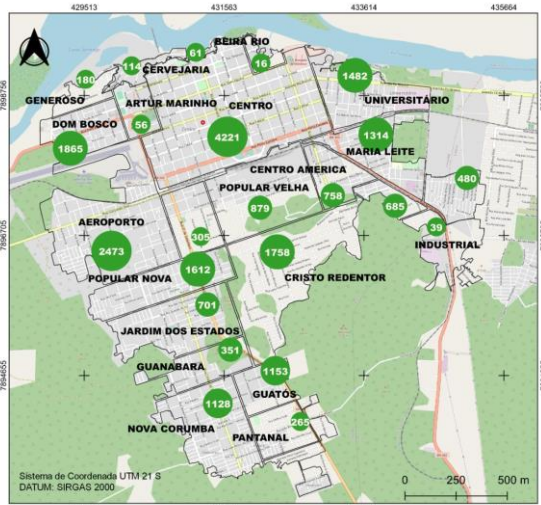 429513 431563 433614 435664
BEIRA RIO
61
114
CERVEJARIA
16
180
1482
7898756
GENEROSO
ARTUR MARINHO
CENTRO
UNIVERSITÁRIO
DOM BOSCO
56
4221
1314
1865
MARIA LEITE
CENTRO AMERICA
480
POPULAR VELHA
758
879
685
AEROPORTO
39
7896705
305
INDUSTRIAL
2473
1758
1612
POPULAR NOVA
CRISTO REDENTOR
701
JARDIM DOS ESTADOS
351
GUANABARA
1153
7894655
GUATÓS
1128
265
NOVA CORUMBA
PANTANAL
Sistema de Coordenada UTM 21 S
DATUM: SIRGAS 2000
0 250 500 m